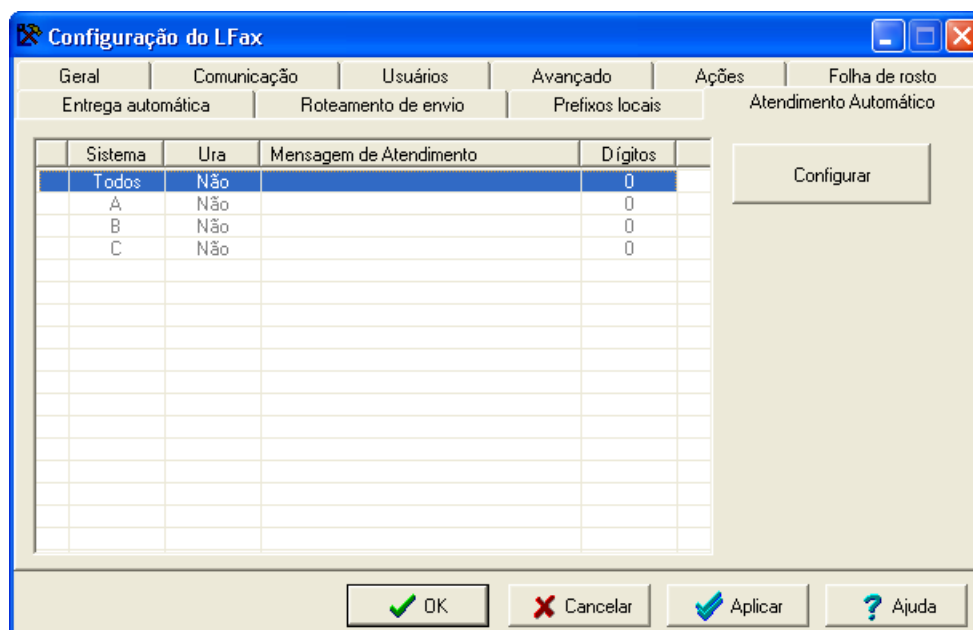 Configuração do LFax
Geral Comunicação Usuários Avançado Ações Folha de rosto
Entrega automática Roteamento de envio Prefixos locais Atendimento Automático
Sistema Ura Mensagem de Atendimento Dígitos
Todos Não 0
A Não 0
B Não 0
C Não 0
Configurar
OK Cancelar Aplicar Ajuda